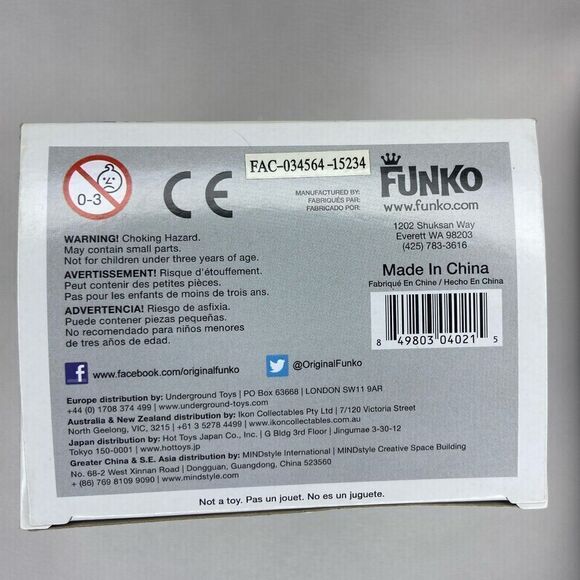 0-3
CE
FAC-034564 -15234
MANUFACTURED BY:
FABRIQUÉS PAR:
FABRICADO POR:
FUNKO
www.funko.com
1202 Shuksan Way
Everett WA 98203
(425) 783-3616
WARNING! Choking Hazard.
May contain small parts.
Not for children under three years of age.
AVERTISSEMENT! Risque d'étouffement.
Peut contenir des petites pièces.
Pas pour les enfants de moins de trois ans.
ADVERTENCIA! Riesgo de asfixia.
Puede contener piezas pequeñas.
No recomendado para niños menores
de tres años de edad.
Made In China
Fabriqué En Chine / Hecho En China
8 49803 04021 5
f www.facebook.com/originalfunko
@OriginalFunko
Europe distribution by: Underground Toys | PO BOX 63668 | LONDON SW11 9AR
+44 (0) 1708 374 499 | www.underground-toys.com
Australia & New Zealand distribution by: Ikon Collectables Pty Ltd | 7/120 Victoria Street
North Geelong, VIC, 3215 | +61 3 5278 4499 | www.ikoncollectables.com.au
Japan distribution by: Hot Toys Japan Co., Inc. | G Bldg 3rd Floor | Jingumae 3-30-12
Tokyo 150-0001 | www.hottoys.jp
Greater China & S.E. Asia distribution by: MINDstyle International | MINDstyle Creative Space Building
No. 68-2 West Xinnan Road | Dongguan, Guangdong, China 523560
+ (86) 769 8109 9090 | www.mindstyle.com
Not a toy. Pas un jouet. No es un juguete.